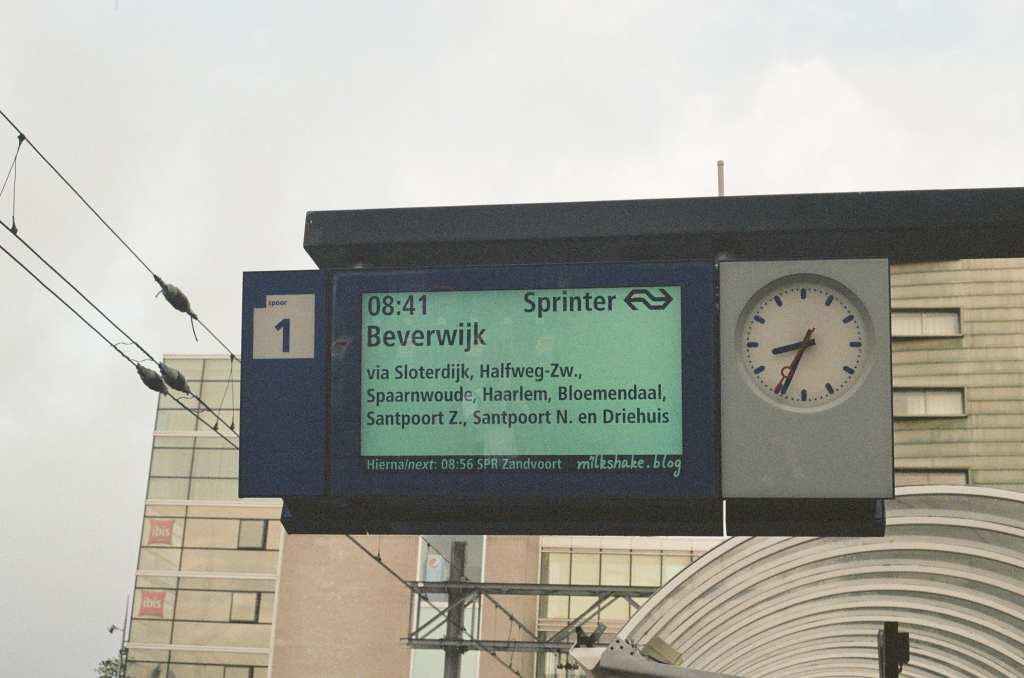 spoor
1
08:41 Sprinter
Beverwijk
via Sloterdijk, Halfweg-Zw.,
Spaarnwoude, Haarlem, Bloemendaal,
Santpoort Z., Santpoort N. en Driehuis
Hierna/next: 08:56 SPR Zandvoort
milkshake.blog
ibis
ibis